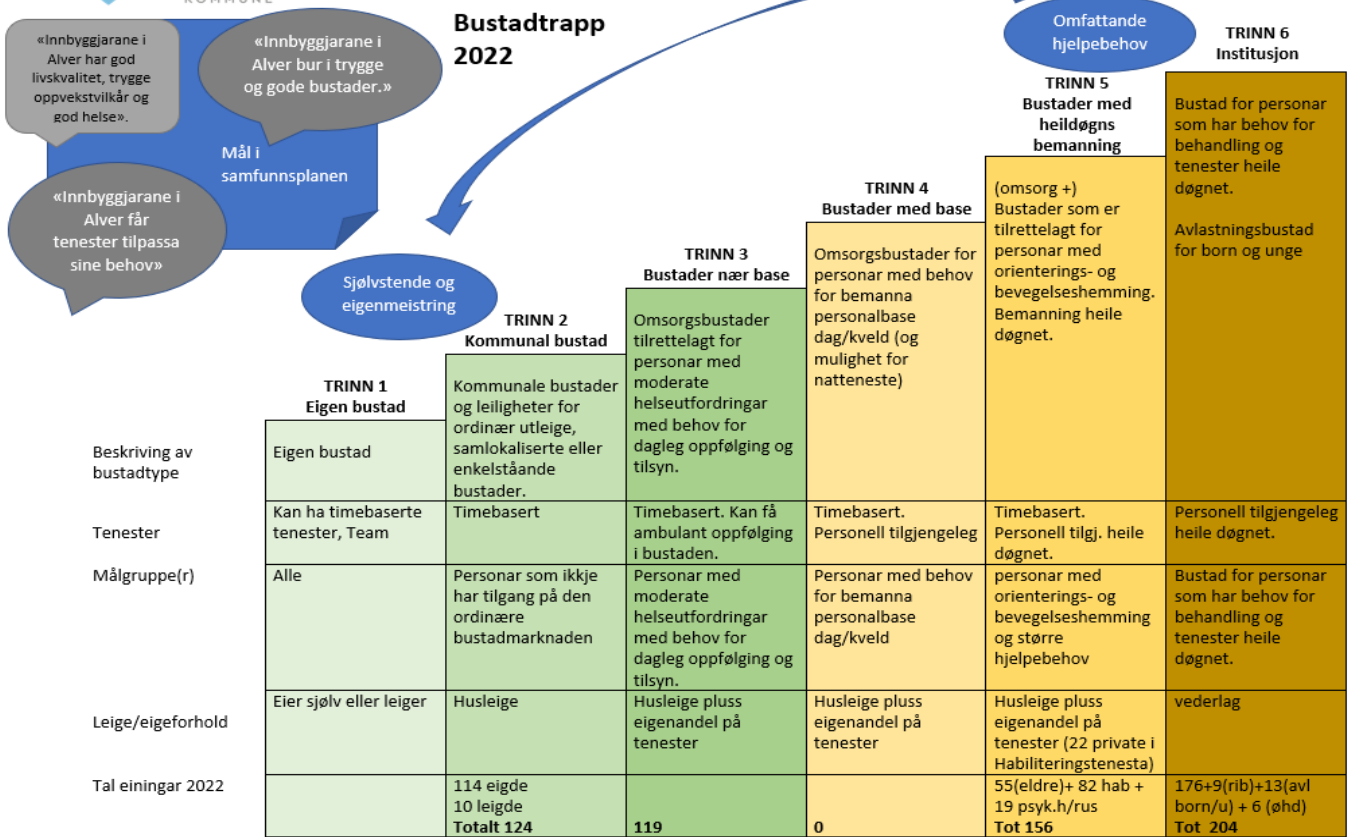 KOMMUNE
Bustadtrapp
2022
«Innbyggjarane i
Alver har god
livskvalitet, trygge
oppvekstvilkår og
god helse».
«Innbyggjarane i
Alver bur i trygge
og gode bustader.»
Mål i
samfunnsplanen
«Innbyggjarane i
Alver får
tenester tilpassa
sine behov»
Sjølvstende og
eigenmeistring
Omfattande
hjelpebehov
TRINN 1
Eigen bustad
TRINN 2
Kommunal bustad
TRINN 3
Bustader nær base
TRINN 4
Bustader med base
TRINN 5
Bustader med
heildøgns
bemanning
TRINN 6
Institusjon
Beskriving av
bustadtype
Eigen bustad
Kommunale bustader
og leiligheter for
ordinær utleige,
samlokaliserte eller
enkelståande
bustader.
Omsorgsbustader
tilrettelagt for
personar med
moderate
helseutfordringar
med behov for
dagleg oppfølging og
tilsyn.
Omsorgsbustader for
personar med behov
for bemanna
personalbase
dag/kveld (og
mulighet for
natteneste)
(omsorg +)
Bustader som er
tilrettelagt for
personar med
orienterings- og
bevegelseshemming.
Bemanning heile
døgnet.
Bustad for personar
som har behov for
behandling og
tenester heile
døgnet.
Avlastningsbustad
for born og unge
Tenester
Kan ha timebaserte
tenester, Team
Timebasert
Timebasert. Kan få
ambulant oppfølging
i bustaden.
Timebasert.
Personell tilgjengeleg
Timebasert.
Personell tilgj. heile
døgnet.
Personell tilgjengeleg
heile døgnet.
Målgruppe(r)
Alle
Personar som ikkje
har tilgang på den
ordinære
bustadmarknaden
Personar med
moderate
helseutfordringar
med behov for
dagleg oppfølging og
tilsyn.
Personar med behov
for bemanna
personalbase
dag/kveld
personar med
orienterings- og
bevegelseshemming
og større
hjelpebehov
Bustad for personar
som har behov for
behandling og
tenester heile
døgnet.
Leige/eigeforhold
Eier sjølv eller leiger
Husleige
Husleige pluss
eigenandel på
tenester
Husleige pluss
eigenandel på
tenester
Husleige pluss
eigenandel på
tenester (22 private i
Habiliteringstenesta)
vederlag
Tal einingar 2022
114 eigde
10 leigde
Totalt 124
119
0
55(eldre)+ 82 hab +
19 psyk.h/rus
Tot 156
176+9(rib)+13(avl
born/u) + 6 (øhd)
Tot 204